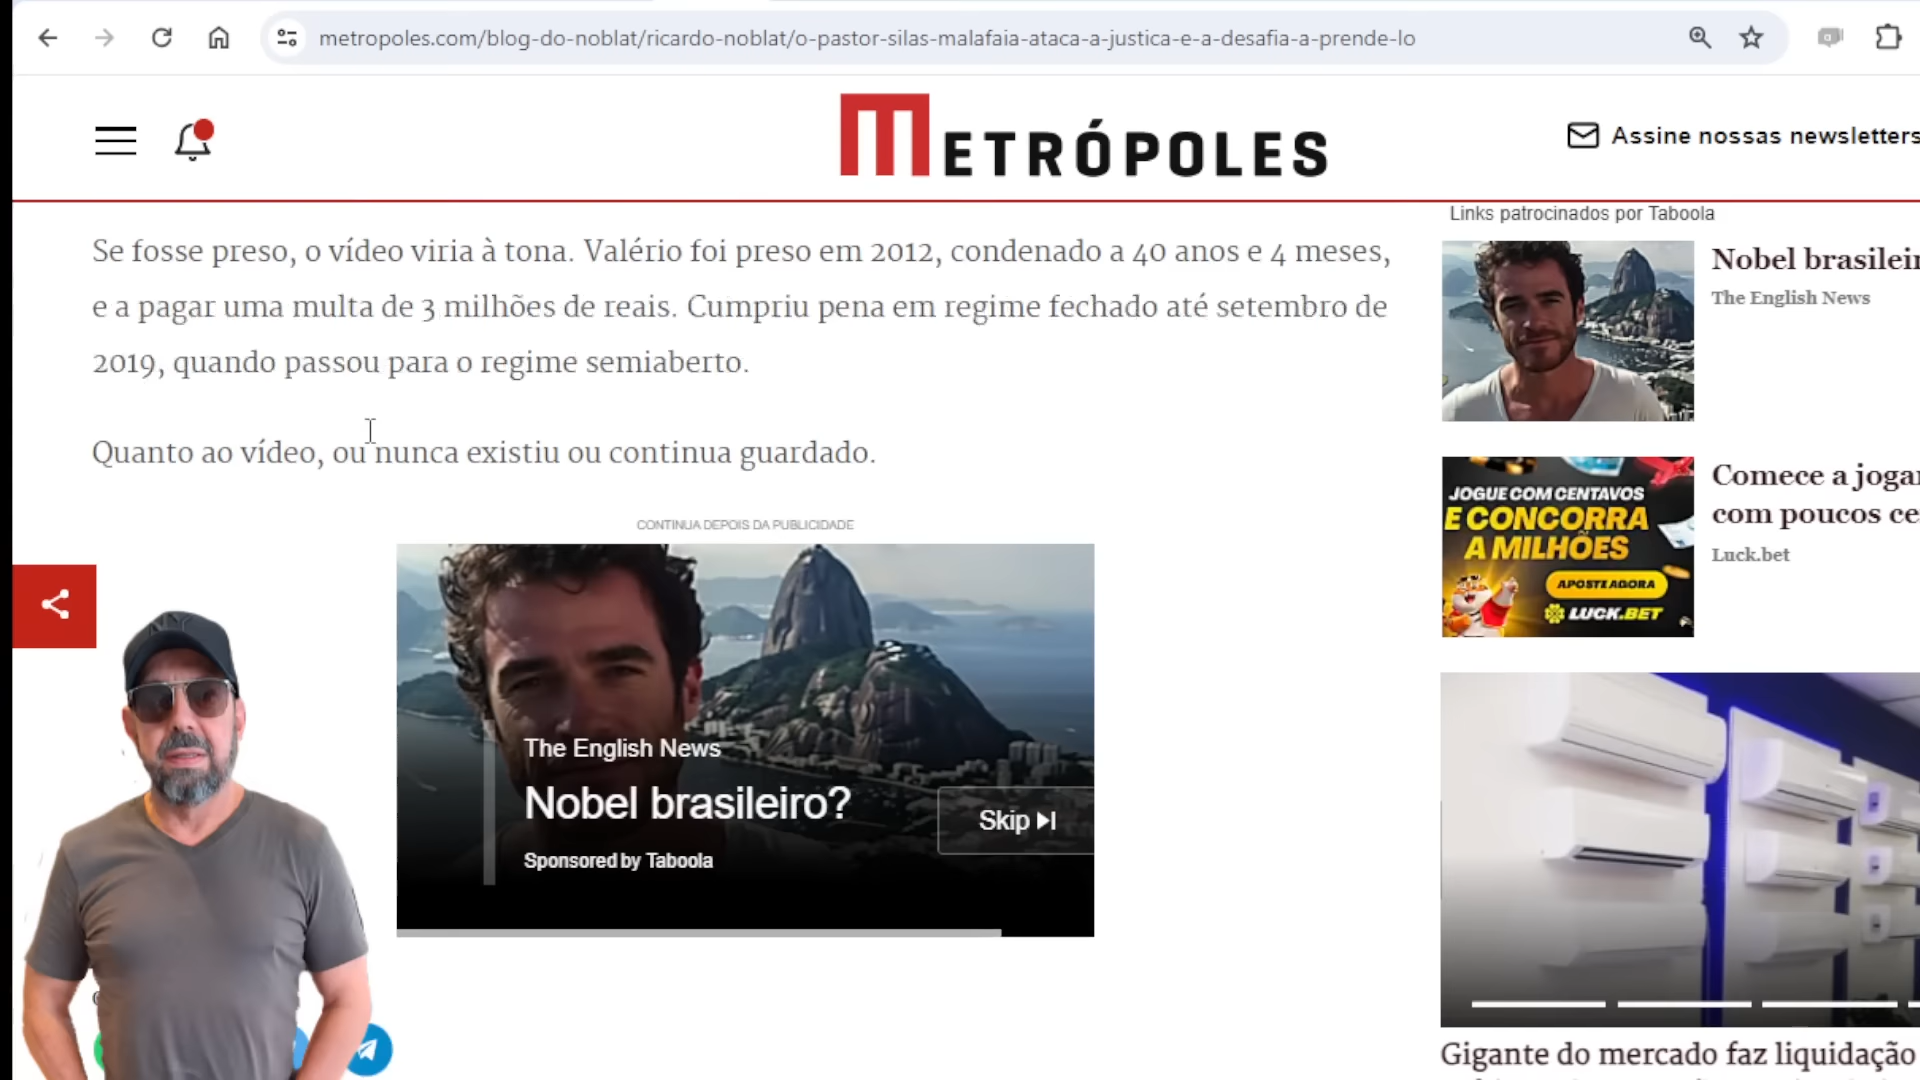 metropoles.com/blog-do-noblat/ricardo-noblat/o-pastor-silas-malafaia-ataca-a-justica-e-a-desafia-a-prende-lo
METRÓPOLES
Assine nossas newsletters
Se fosse preso, o vídeo viria à tona. Valério foi preso em 2012, condenado a 40 anos e 4 meses,
e a pagar uma multa de 3 milhões de reais. Cumpriu pena em regime fechado até setembro de
2019, quando passou para o regime semiaberto.
Quanto ao vídeo, ou nunca existiu ou continua guardado.
CONTINUA DEPOIS DA PUBLICIDADE
The English News
Nobel brasileiro?
Sponsored by Taboola
Skip
NY
Links patrocinados por Taboola
Nobel brasileir
The English News
JOGUE COM CENTAVOS
E CONCORRA
A MILHÕES
APOSTE AGORA
LUCK.BET
Comece a jogar
com poucos ce
Luck.bet
Gigante do mercado faz liquidação